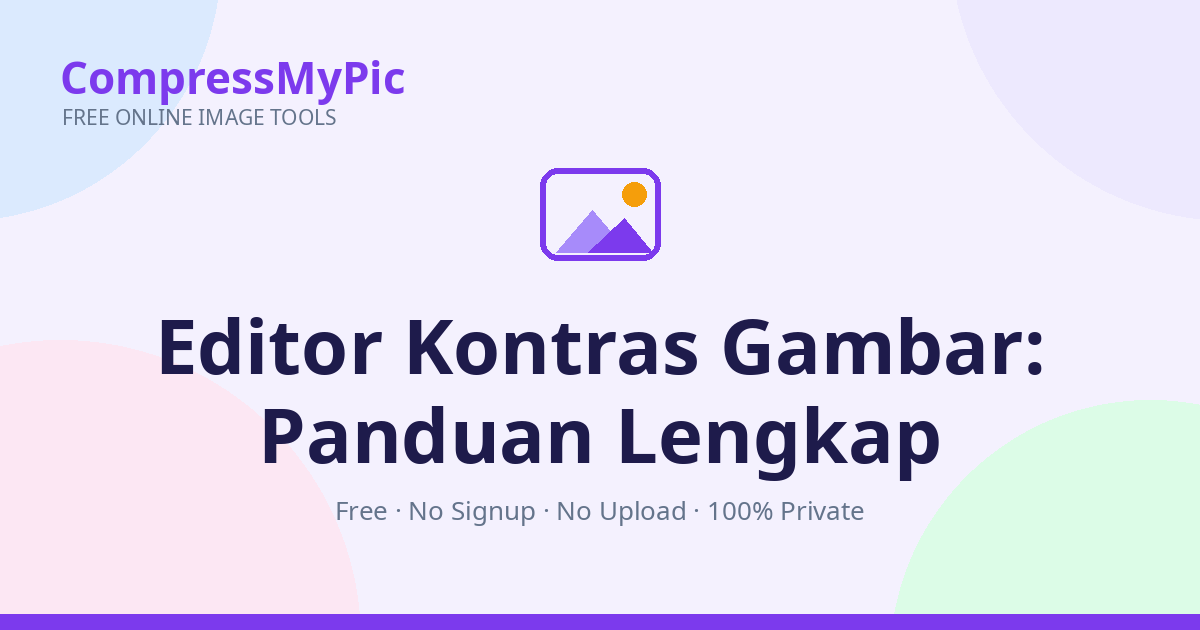 CompressMyPic
FREE ONLINE IMAGE TOOLS
Editor Kontras Gambar:
Panduan Lengkap
Free · No Signup · No Upload · 100% Private